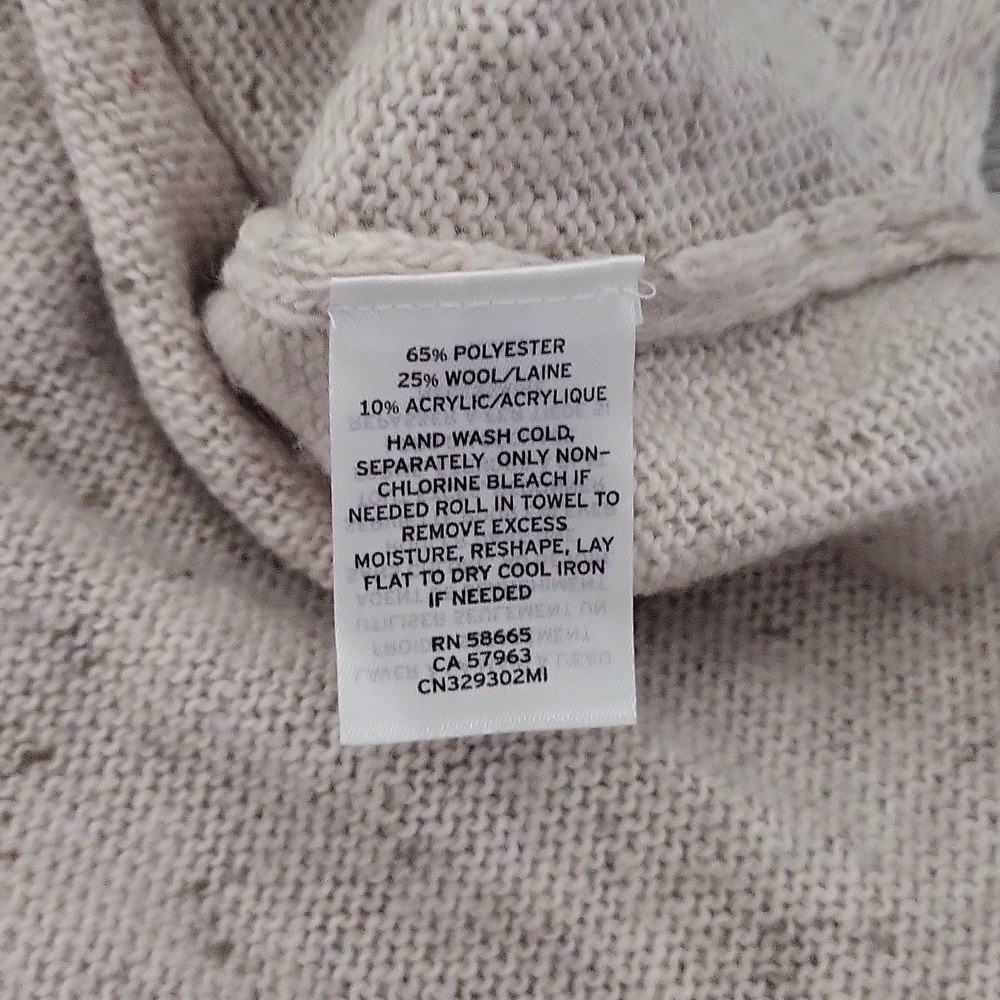 65% POLYESTER
25% WOOL/LAINE
10% ACRYLIC/ACRYLIQUE
HAND WASH COLD,
SEPARATELY ONLY NON-
CHLORINE BLEACH IF
NEEDED ROLL IN TOWEL TO
REMOVE EXCESS
MOISTURE, RESHAPE, LAY
FLAT TO DRY COOL IRON
IF NEEDED
RN 58665
CA 57963
CN329302MI